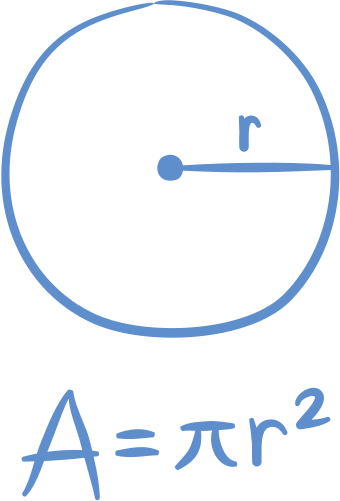 r
A = πr²